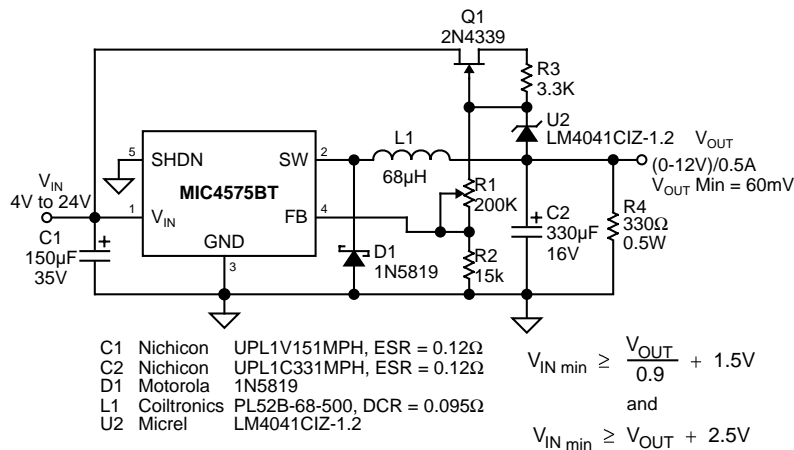 Q1
2N4339
R3
3.3K
U2
LM4041CIZ-1.2
L1
68µH
VOUT
(0-12V)/0.5A
VOUT Min = 60mV
5
SHDN
SW
2
MIC4575BT
VIN
4V to 24V
1
VIN
FB
4
GND
3
R1
200K
C1
150µF
35V
+
D1
1N5819
R2
15k
+
C2
330µF
16V
R4
330Ω
0.5W
C1 Nichicon UPL1V151MPH, ESR = 0.12Ω
C2 Nichicon UPL1C331MPH, ESR = 0.12Ω
D1 Motorola 1N5819
L1 Coiltronics PL52B-68-500, DCR = 0.095Ω
U2 Micrel LM4041CIZ-1.2
VIN min ≥ VOUT / 0.9 + 1.5V
and
VIN min ≥ VOUT + 2.5V